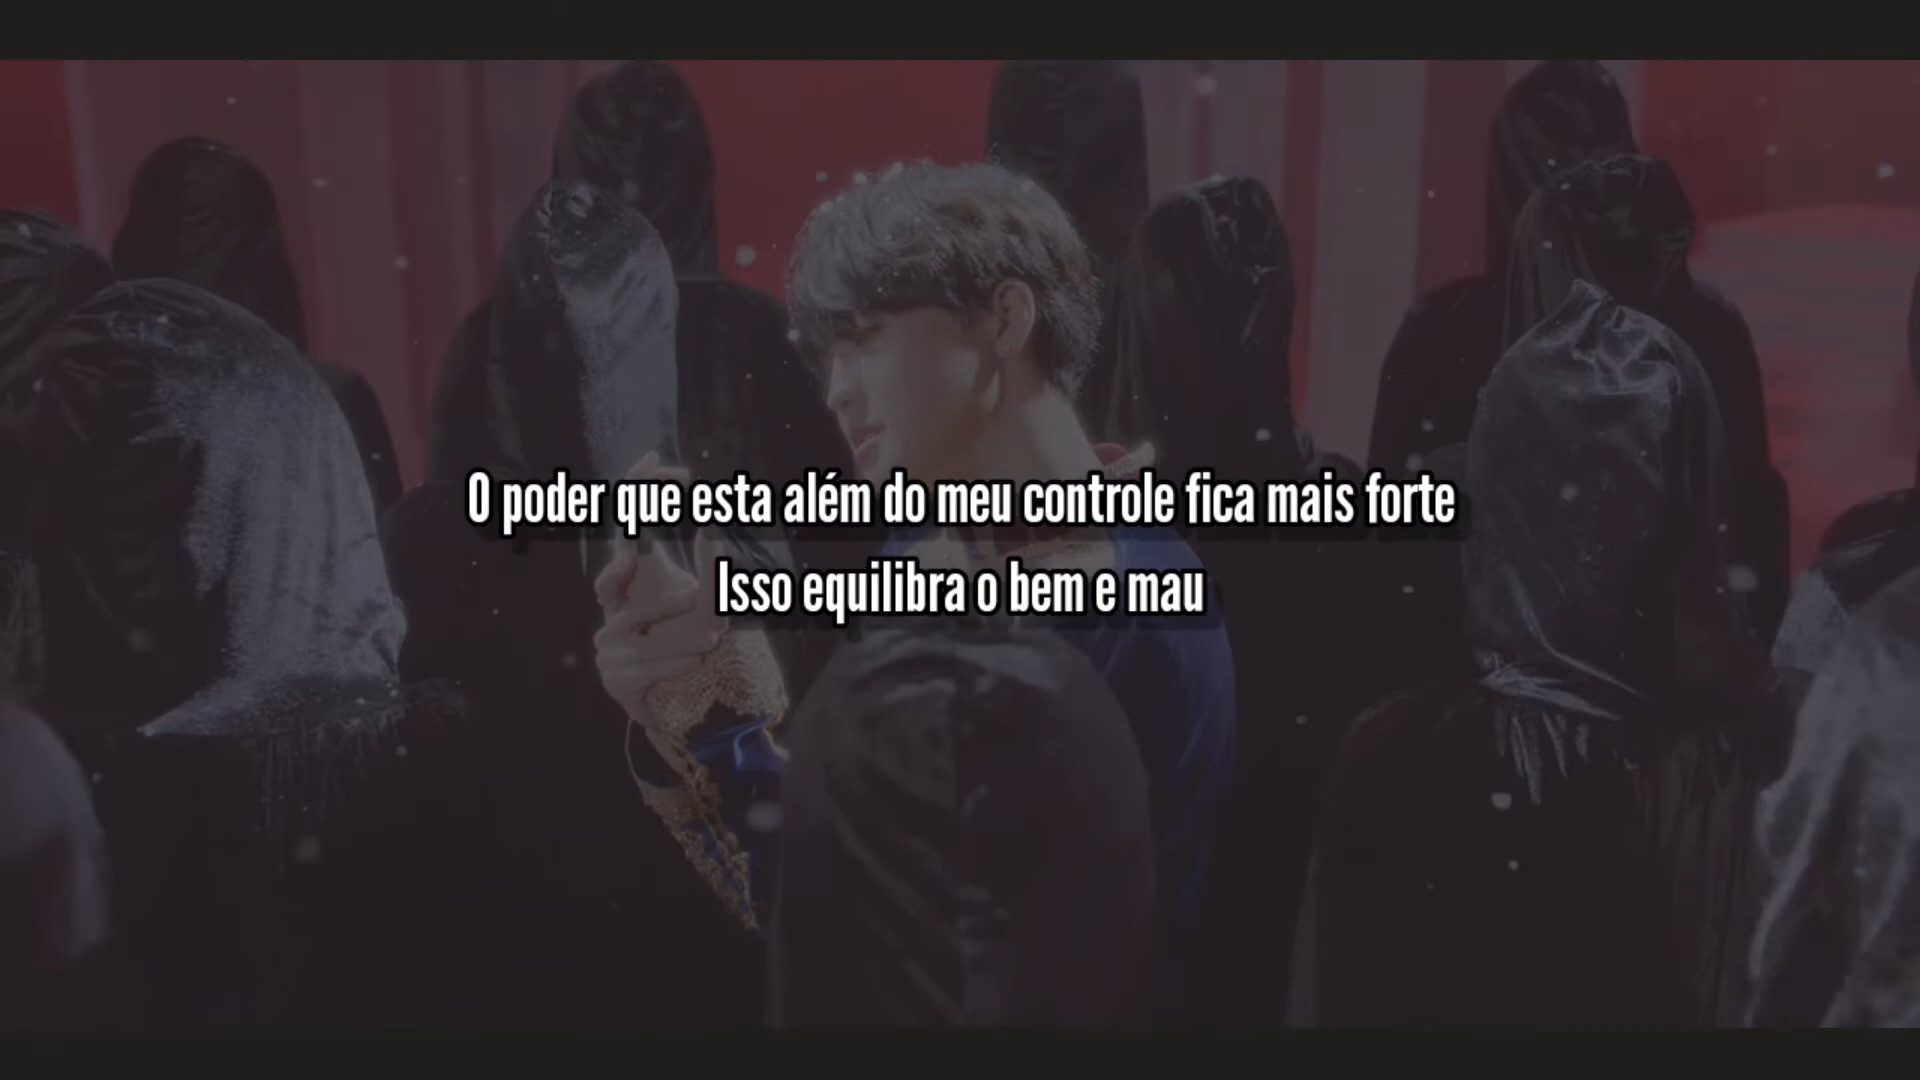 O poder que esta além do meu controle fica mais forte
Isso equilibra o bem e mau